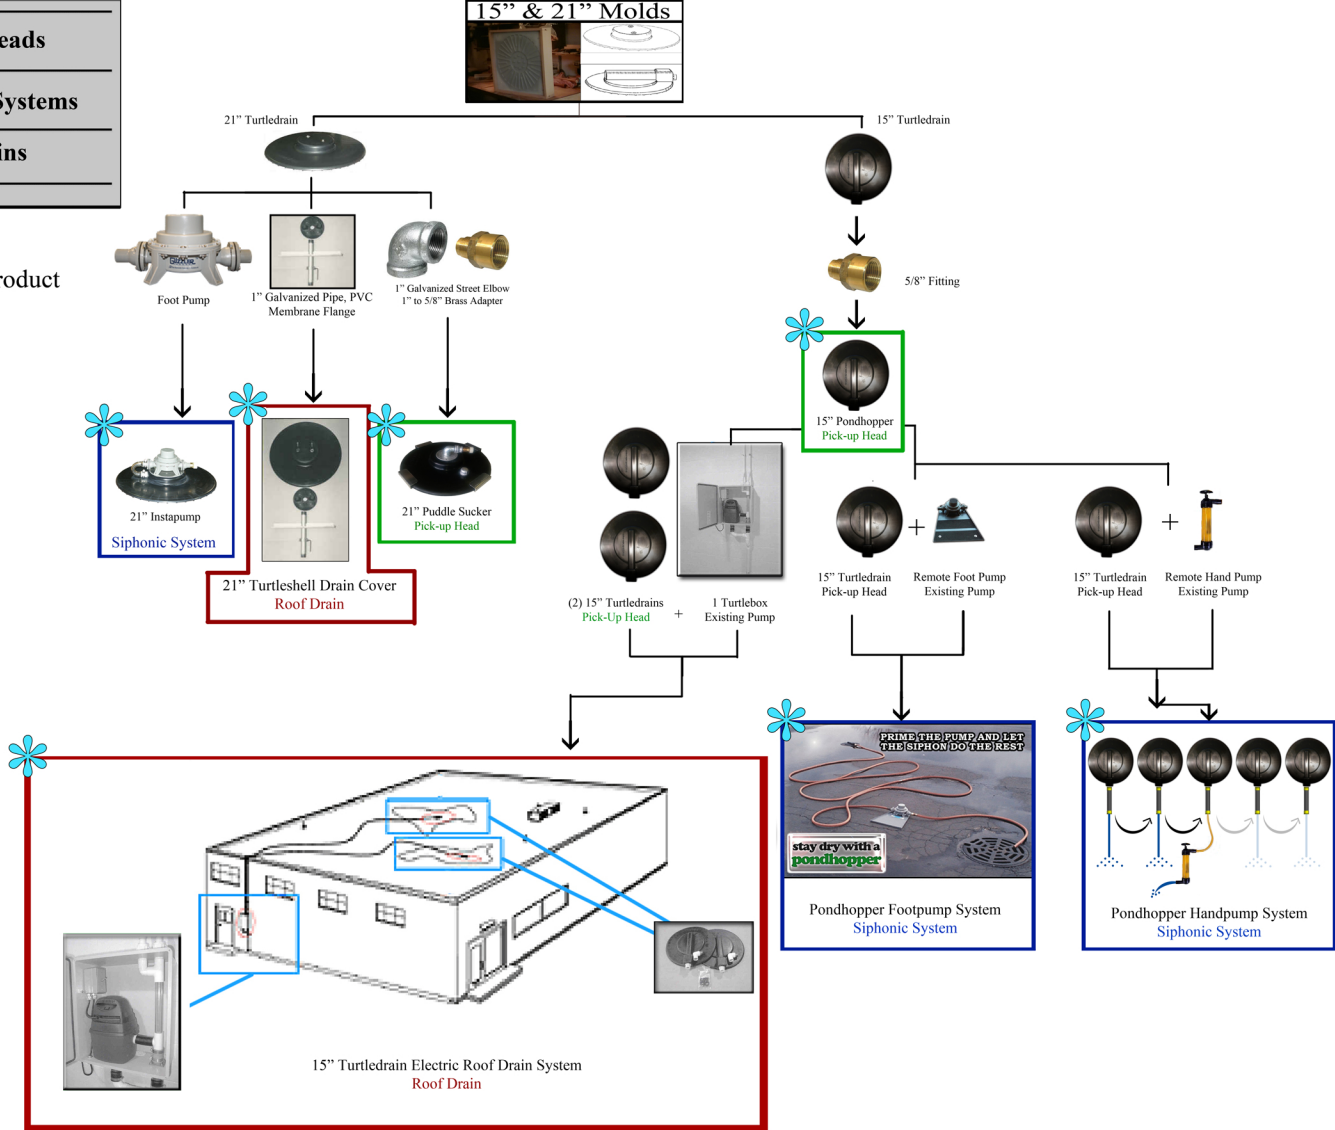 15” & 21” Molds
eads
Systems
ins
roduct
21” Turtledrain
15” Turtledrain
Foot Pump
1” Galvanized Pipe, PVC
Membrane Flange
1” Galvanized Street Elbow
1” to 5/8” Brass Adapter
5/8” Fitting
15” Pondhopper
Pick-up Head
21” Instapump
Siphonic System
21” Turtleshell Drain Cover
Roof Drain
21” Puddle Sucker
Pick-up Head
(2) 15” Turtledrains
Pick-Up Head
+
1 Turtlebox
Existing Pump
15” Turtledrain
Pick-up Head
+
Remote Foot Pump
Existing Pump
15” Turtledrain
Pick-up Head
+
Remote Hand Pump
Existing Pump
PRIME THE PUMP AND LET
THE SIPHON DO THE REST
stay dry with a
pondhopper
Pondhopper Footpump System
Siphonic System
Pondhopper Handpump System
Siphonic System
15” Turtledrain Electric Roof Drain System
Roof Drain